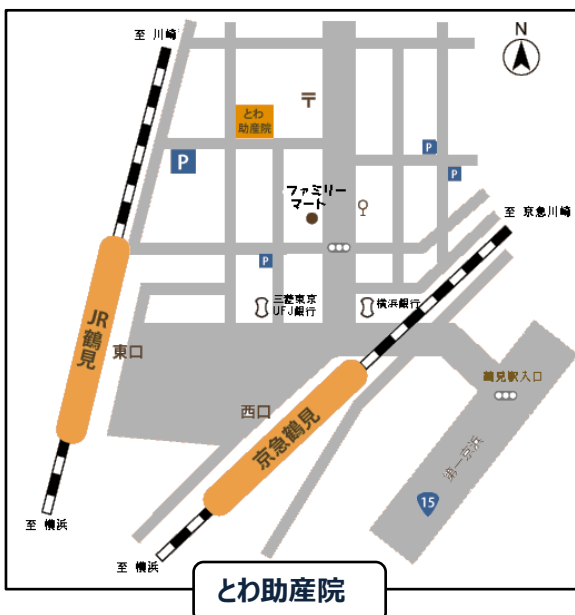 至 川崎
N
〒
とわ
助産院
P
P
P
ファミリー
マート
至 京急川崎
P
三菱東京
UFJ銀行
横浜銀行
JR鶴見
東口
鶴見駅入口
西口
京急鶴見
第一京浜
15
至 横浜
至 横浜
とわ助産院